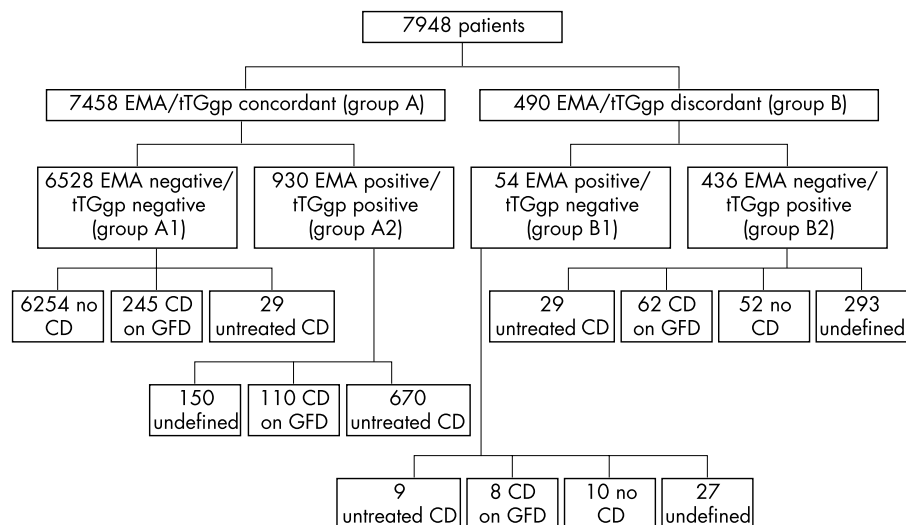 7948 patients
7458 EMA/tTGgp concordant (group A)
490 EMA/tTGgp discordant (group B)
6528 EMA negative/
tTGgp negative
(group A1)
930 EMA positive/
tTGgp positive
(group A2)
54 EMA positive/
tTGgp negative
(group B1)
436 EMA negative/
tTGgp positive
(group B2)
6254 no
CD
245 CD
on GFD
29
untreated CD
29
untreated CD
62 CD
on GFD
52 no
CD
293
undefined
150
undefined
110 CD
on GFD
670
untreated CD
9
untreated CD
8 CD
on GFD
10 no
CD
27
undefined